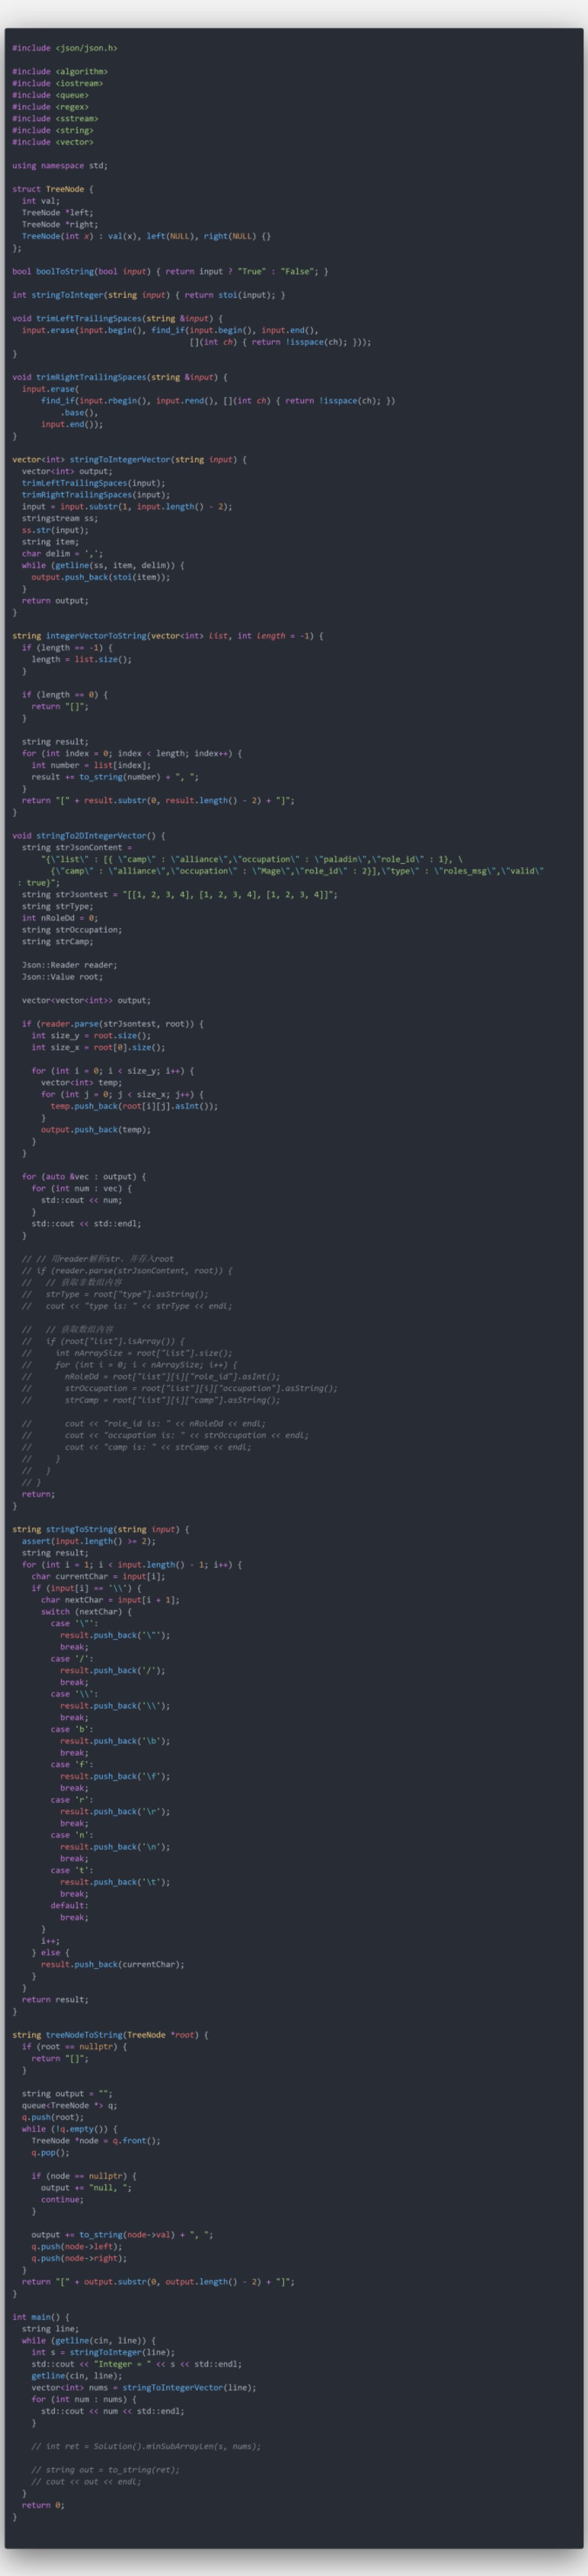 #include <json/json.h>

#include <algorithm>
#include <iostream>
#include <queue>
#include <regex>
#include <sstream>
#include <string>
#include <vector>

using namespace std;

struct TreeNode {
  int val;
  TreeNode *left;
  TreeNode *right;
  TreeNode(int x) : val(x), left(NULL), right(NULL) {}
};

bool boolToString(bool input) { return input ? "True" : "False"; }

int stringToInteger(string input) { return stoi(input); }

void trimLeftTrailingSpaces(string &input) {
  input.erase(input.begin(), find_if(input.begin(), input.end(),
                                     [](int ch) { return !isspace(ch); }));
}

void trimRightTrailingSpaces(string &input) {
  input.erase(
      find_if(input.rbegin(), input.rend(), [](int ch) { return !isspace(ch); })
          .base(),
      input.end());
}

vector<int> stringToIntegerVector(string input) {
  vector<int> output;
  trimLeftTrailingSpaces(input);
  trimRightTrailingSpaces(input);
  input = input.substr(1, input.length() - 2);
  stringstream ss;
  ss.str(input);
  string item;
  char delim = ',';
  while (getline(ss, item, delim)) {
    output.push_back(stoi(item));
  }
  return output;
}

string integerVectorToString(vector<int> list, int length = -1) {
  if (length == -1) {
    length = list.size();
  }

  if (length == 0) {
    return "[]";
  }

  string result;
  for (int index = 0; index < length; index++) {
    int number = list[index];
    result += to_string(number) + ", ";
  }
  return "[" + result.substr(0, result.length() - 2) + "]";
}

void stringTo2DIntegerVector() {
  string strJsonContent =
      "{\"list\" : [{ \"camp\" : \"alliance\",\"occupation\" : \"paladin\",\"role_id\" : 1}, \
        {\"camp\" : \"alliance\",\"occupation\" : \"Mage\",\"role_id\" : 2}],\"type\" : \"roles_msg\",\"valid\"
 : true}";
  string strJsontest = "[[1, 2, 3, 4], [1, 2, 3, 4], [1, 2, 3, 4]]";
  string strType;
  int nRoleDd = 0;
  string strOccupation;
  string strCamp;

  Json::Reader reader;
  Json::Value root;

  vector<vector<int>> output;

  if (reader.parse(strJsontest, root)) {
    int size_y = root.size();
    int size_x = root[0].size();

    for (int i = 0; i < size_y; i++) {
      vector<int> temp;
      for (int j = 0; j < size_x; j++) {
        temp.push_back(root[i][j].asInt());
      }
      output.push_back(temp);
    }
  }

  for (auto &vec : output) {
    for (int num : vec) {
      std::cout << num;
    }
    std::cout << std::endl;
  }

  // // 用reader解析str，并存入root
  // if (reader.parse(strJsonContent, root)) {
  //   // 获取非数组内容
  //   strType = root["type"].asString();
  //   cout << "type is: " << strType << endl;

  //   // 获取数组内容
  //   if (root["list"].isArray()) {
  //     int nArraySize = root["list"].size();
  //     for (int i = 0; i < nArraySize; i++) {
  //       nRoleDd = root["list"][i]["role_id"].asInt();
  //       strOccupation = root["list"][i]["occupation"].asString();
  //       strCamp = root["list"][i]["camp"].asString();

  //       cout << "role_id is: " << nRoleDd << endl;
  //       cout << "occupation is: " << strOccupation << endl;
  //       cout << "camp is: " << strCamp << endl;
  //     }
  //   }
  // }
  return;
}

string stringToString(string input) {
  assert(input.length() >= 2);
  string result;
  for (int i = 1; i < input.length() - 1; i++) {
    char currentChar = input[i];
    if (input[i] == '\\') {
      char nextChar = input[i + 1];
      switch (nextChar) {
        case '\"':
          result.push_back('\"');
          break;
        case '/':
          result.push_back('/');
          break;
        case '\\':
          result.push_back('\\');
          break;
        case 'b':
          result.push_back('\b');
          break;
        case 'f':
          result.push_back('\f');
          break;
        case 'r':
          result.push_back('\r');
          break;
        case 'n':
          result.push_back('\n');
          break;
        case 't':
          result.push_back('\t');
          break;
        default:
          break;
      }
      i++;
    } else {
      result.push_back(currentChar);
    }
  }
  return result;
}

string treeNodeToString(TreeNode *root) {
  if (root == nullptr) {
    return "[]";
  }

  string output = "";
  queue<TreeNode *> q;
  q.push(root);
  while (!q.empty()) {
    TreeNode *node = q.front();
    q.pop();

    if (node == nullptr) {
      output += "null, ";
      continue;
    }

    output += to_string(node->val) + ", ";
    q.push(node->left);
    q.push(node->right);
  }
  return "[" + output.substr(0, output.length() - 2) + "]";
}

int main() {
  string line;
  while (getline(cin, line)) {
    int s = stringToInteger(line);
    std::cout << "Integer = " << s << std::endl;
    getline(cin, line);
    vector<int> nums = stringToIntegerVector(line);
    for (int num : nums) {
      std::cout << num << std::endl;
    }

    // int ret = Solution().minSubArrayLen(s, nums);

    // string out = to_string(ret);
    // cout << out << endl;
  }
  return 0;
}